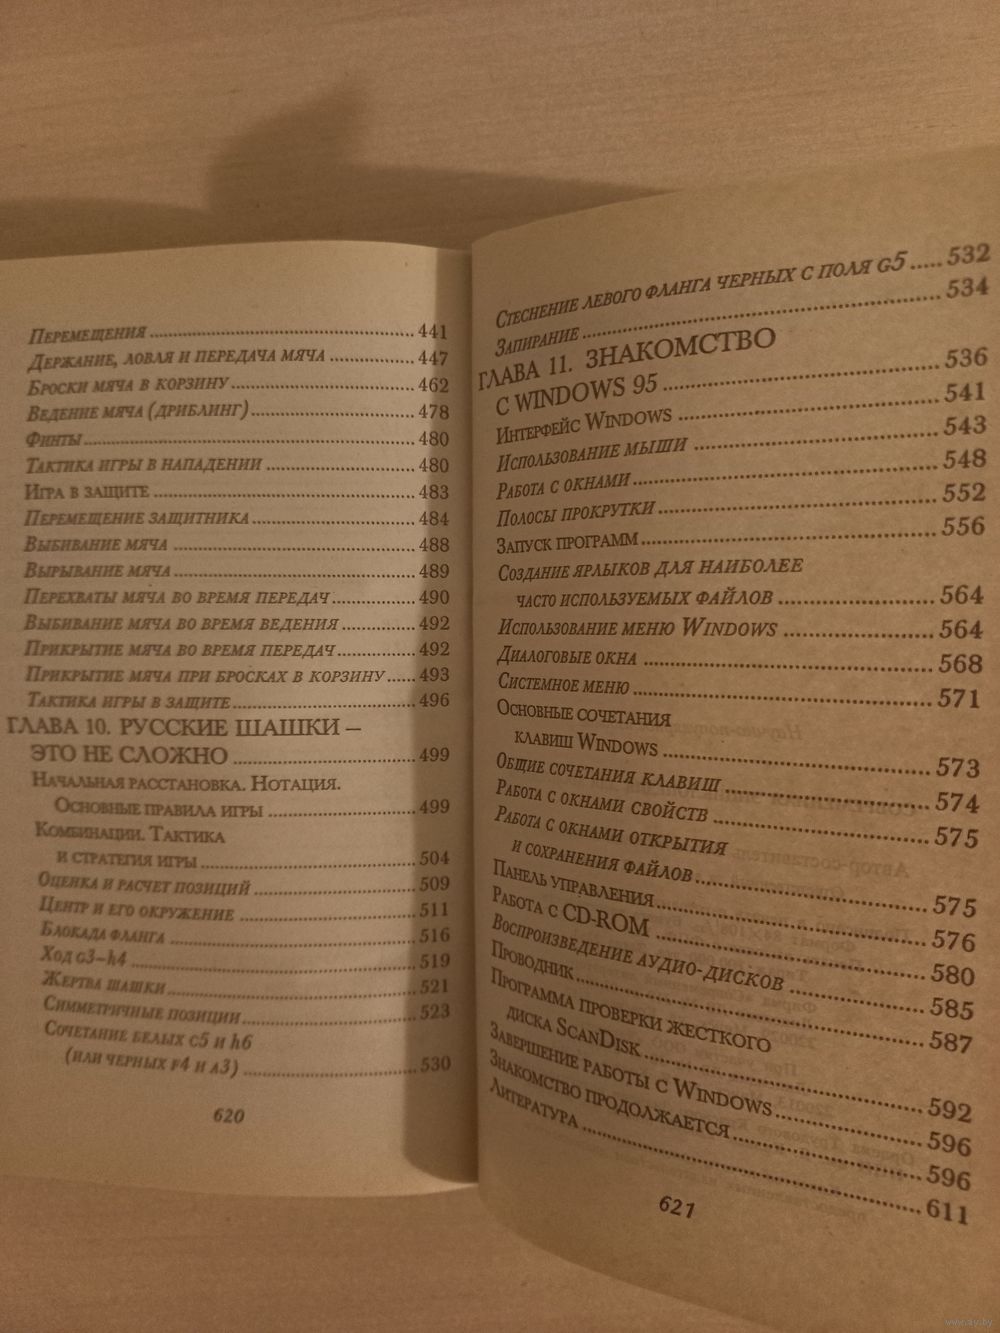 Перемещения 441
Держание, ловля и передача мяча 447
Броски мяча в корзину 462
Ведение мяча (дриблинг) 478
Финты 480
Тактика игры в нападении 480
Игра в защите 483
Перемещение защитника 484
Выбивание мяча 488
Вырывание мяча 489
Перехваты мяча во время передач 490
Выбивание мяча во время ведения 492
Прикрытие мяча во время передач 492
Прикрытие мяча при бросках в корзину 493
Тактика игры в защите 496
ГЛАВА 10. РУССКИЕ ШАШКИ –
ЭТО НЕ СЛОЖНО 499
Начальная расстановка. Нотация.
Основные правила игры 499
Комбинации. Тактика
и стратегия игры 504
Оценка и расчет позиций 509
Центр и его окружение 511
Блокада фланга 516
Ход g3–h4 519
Жертва шашки 521
Симметричные позиции 523
Сочетание белых c5 и h6
(или черных f4 и a3) 530
620
Стеснение левого фланга черных с поля g5 532
Запирание 534
ГЛАВА 11. ЗНАКОМСТВО
С WINDOWS 95 536
Интерфейс Windows 541
Использование мыши 543
Работа с окнами 548
Полосы прокрутки 552
Запуск программ 556
Создание ярлыков для наиболее
часто используемых файлов 564
Использование меню Windows 564
Диалоговые окна 568
Системное меню 571
Основные сочетания
клавиш Windows 573
Общие сочетания клавиш 574
Работа с окнами свойств 575
Работа с окнами открытия
и сохранения файлов 575
Панель управления 576
Работа с CD-ROM 580
Воспроизведение аудио-дисков 585
Проводник 587
Программа проверки жесткого
диска ScanDisk 592
Завершение работы с Windows 596
Знакомство продолжается 596
Литература 611
621
www.ay.by